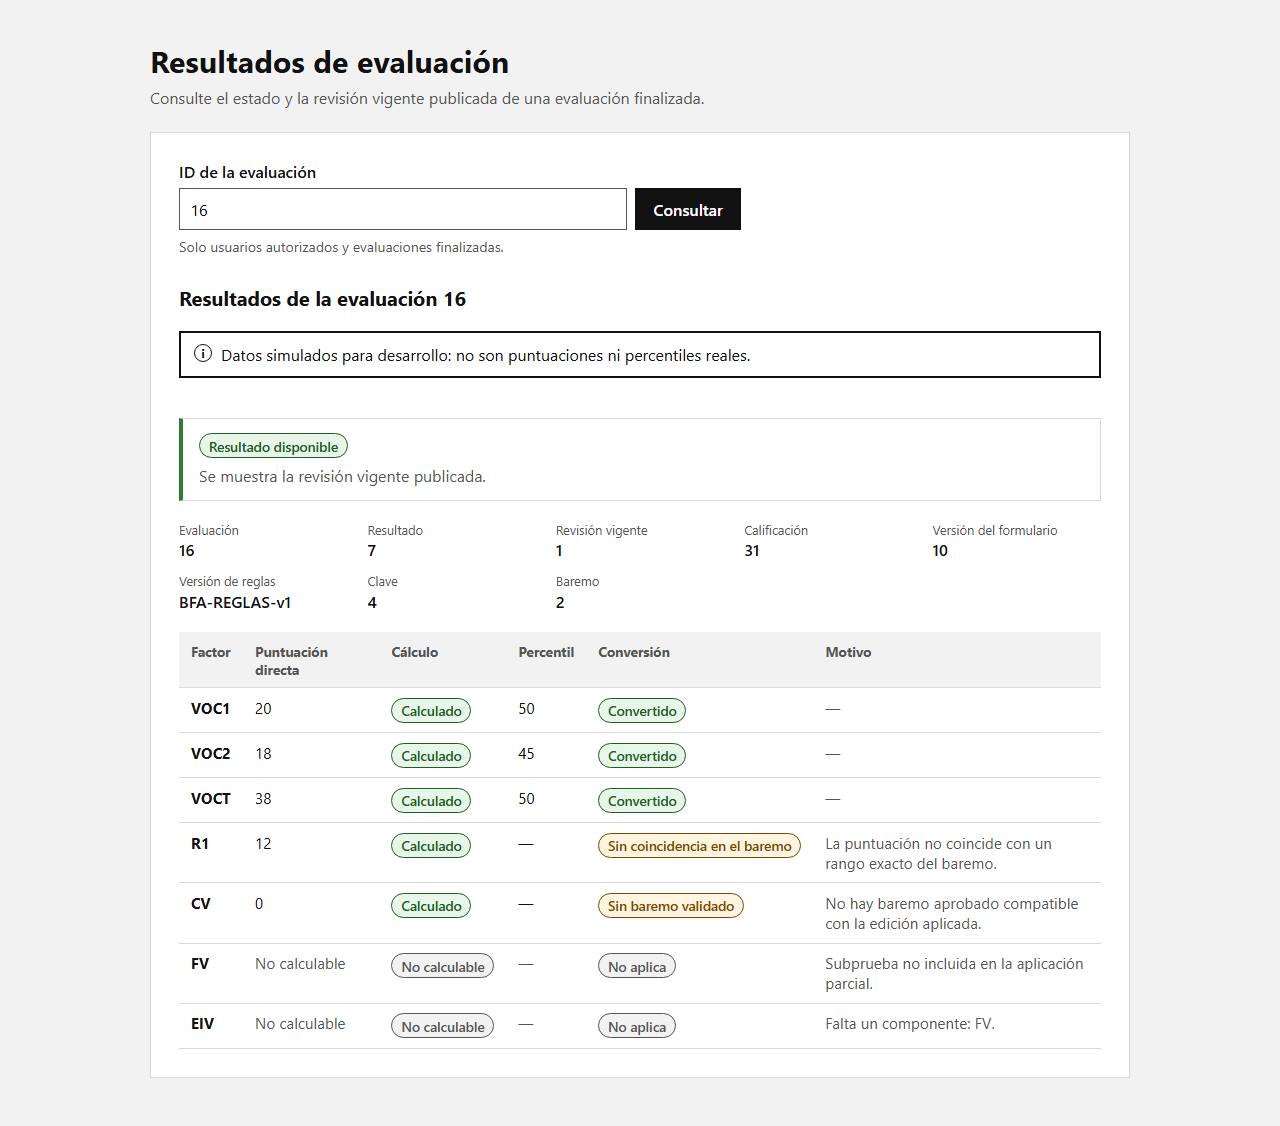 Resultados de evaluación
Consulte el estado y la revisión vigente publicada de una evaluación finalizada.
ID de la evaluación
16
Consultar
Solo usuarios autorizados y evaluaciones finalizadas.
Resultados de la evaluación 16
Datos simulados para desarrollo: no son puntuaciones ni percentiles reales.
Resultado disponible
Se muestra la revisión vigente publicada.
Evaluación Resultado Revisión vigente Calificación Versión del formulario
16 7 1 31 10
Versión de reglas Clave Baremo
BFA-REGLAS-v1 4 2
Factor Puntuación directa Cálculo Percentil Conversión Motivo
VOC1 20 Calculado 50 Convertido —
VOC2 18 Calculado 45 Convertido —
VOCT 38 Calculado 50 Convertido —
R1 12 Calculado — Sin coincidencia en el baremo La puntuación no coincide con un
rango exacto del baremo.
CV 0 Calculado — Sin baremo validado No hay baremo aprobado compatible
con la edición aplicada.
FV No calculable No calculable — No aplica Subprueba no incluida en la aplicación
parcial.
EIV No calculable No calculable — No aplica Falta un componente: FV.